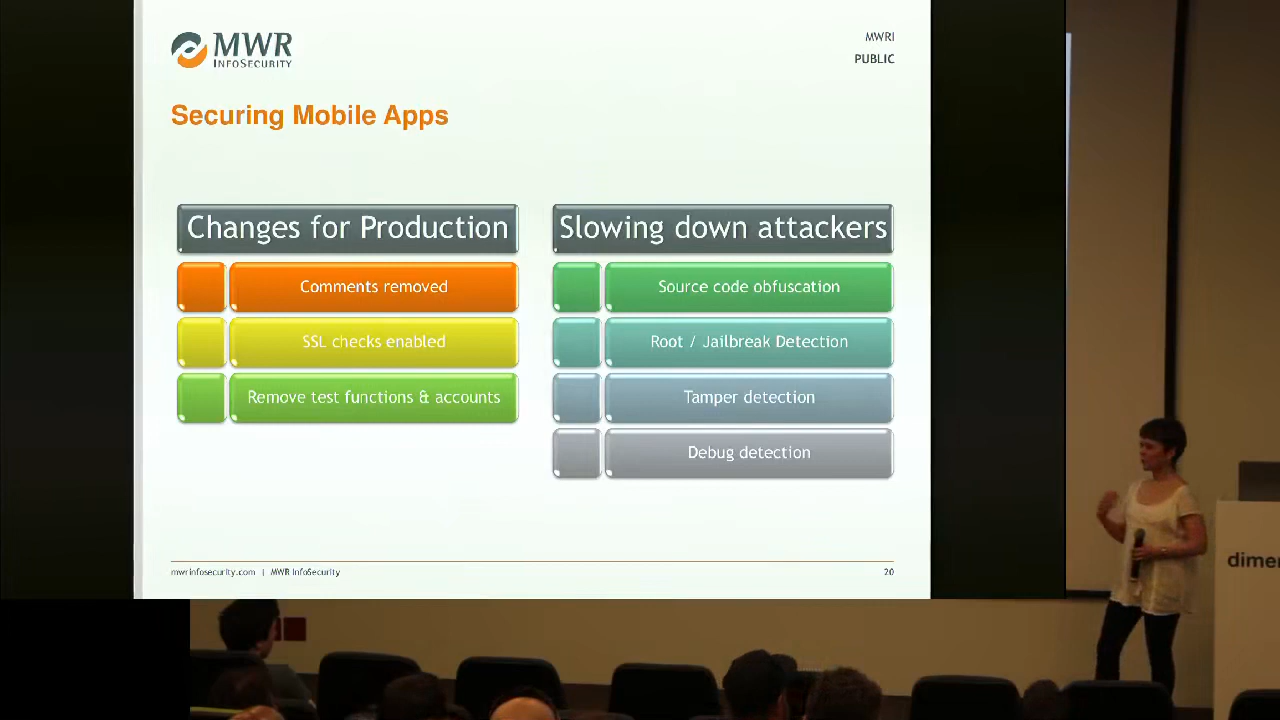 MWR
INFOSECURITY
MWRI
PUBLIC
Securing Mobile Apps
Changes for Production
Comments removed
SSL checks enabled
Remove test functions & accounts
Slowing down attackers
Source code obfuscation
Root / Jailbreak Detection
Tamper detection
Debug detection
mwrinfosecurity.com | MWR InfoSecurity
20
dime